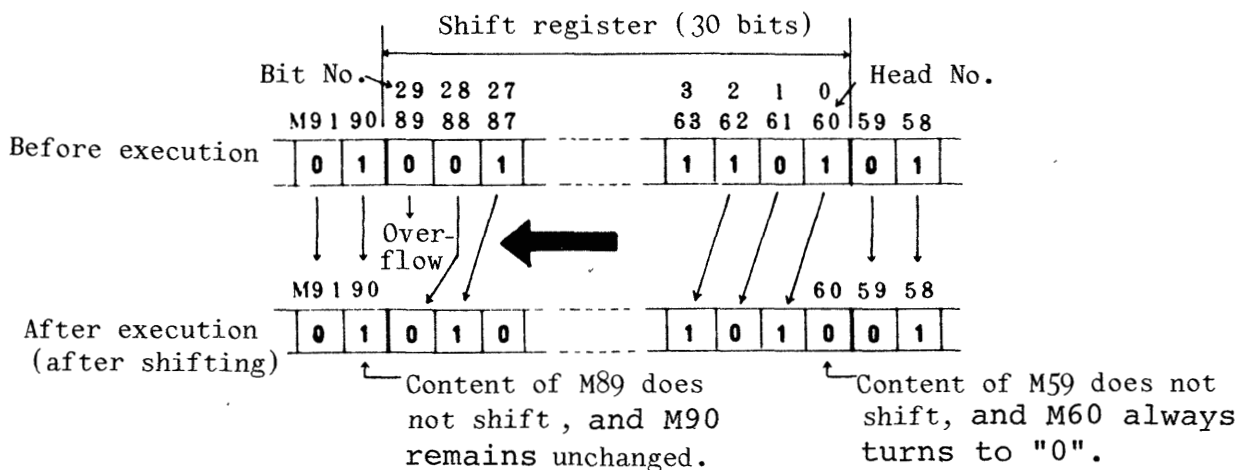 Shift register (30 bits)
Bit No. Head No.
29 28 27 3 2 1 0
M91 90 89 88 87 63 62 61 60 59 58
Before execution 0 1 0 0 1 1 1 0 1 0 1
Over-
flow
M91 90 60 59 58
After execution 0 1 0 1 0 1 0 1 0 0 1
(after shifting)
Content of M89 does
not shift, and M90
remains unchanged.
Content of M59 does not
shift, and M60 always
turns to "0".